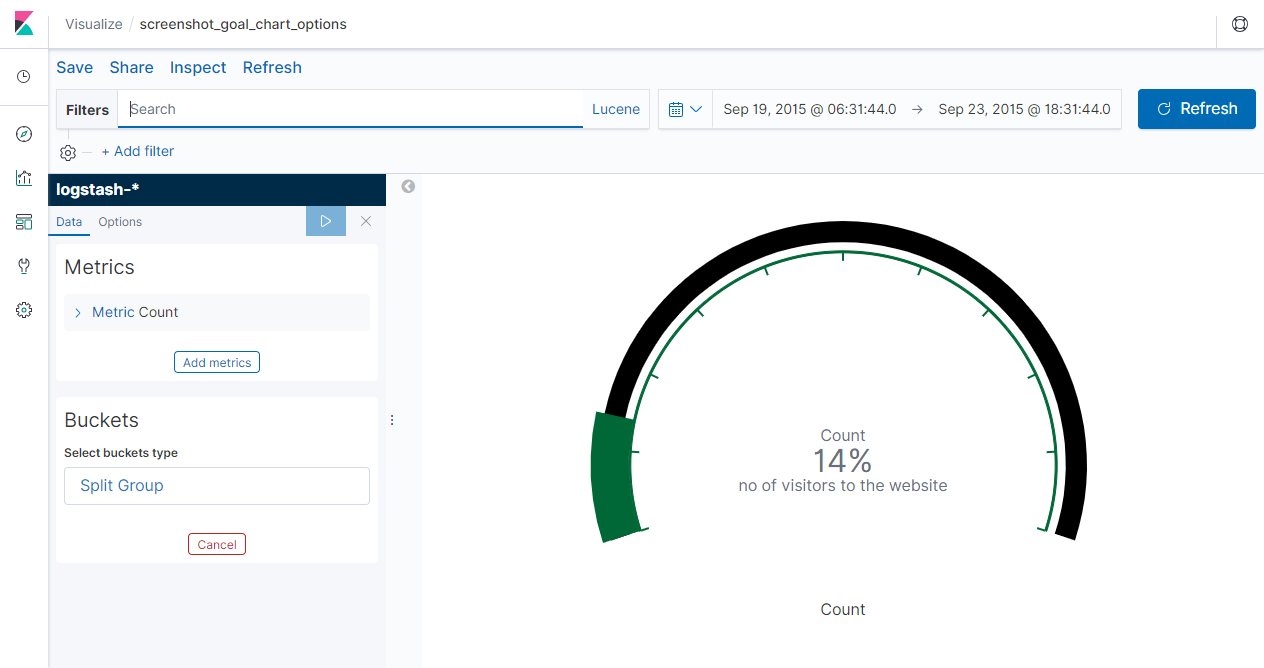 Visualize / screenshot_goal_chart_options
Save Share Inspect Refresh
Filters Search Lucene Sep 19, 2015 @ 06:31:44.0 → Sep 23, 2015 @ 18:31:44.0 Refresh
+ Add filter
logstash-*
Data Options
Metrics
Metric Count
Add metrics
Buckets
Select buckets type
Split Group
Cancel
Count
14%
no of visitors to the website
Count